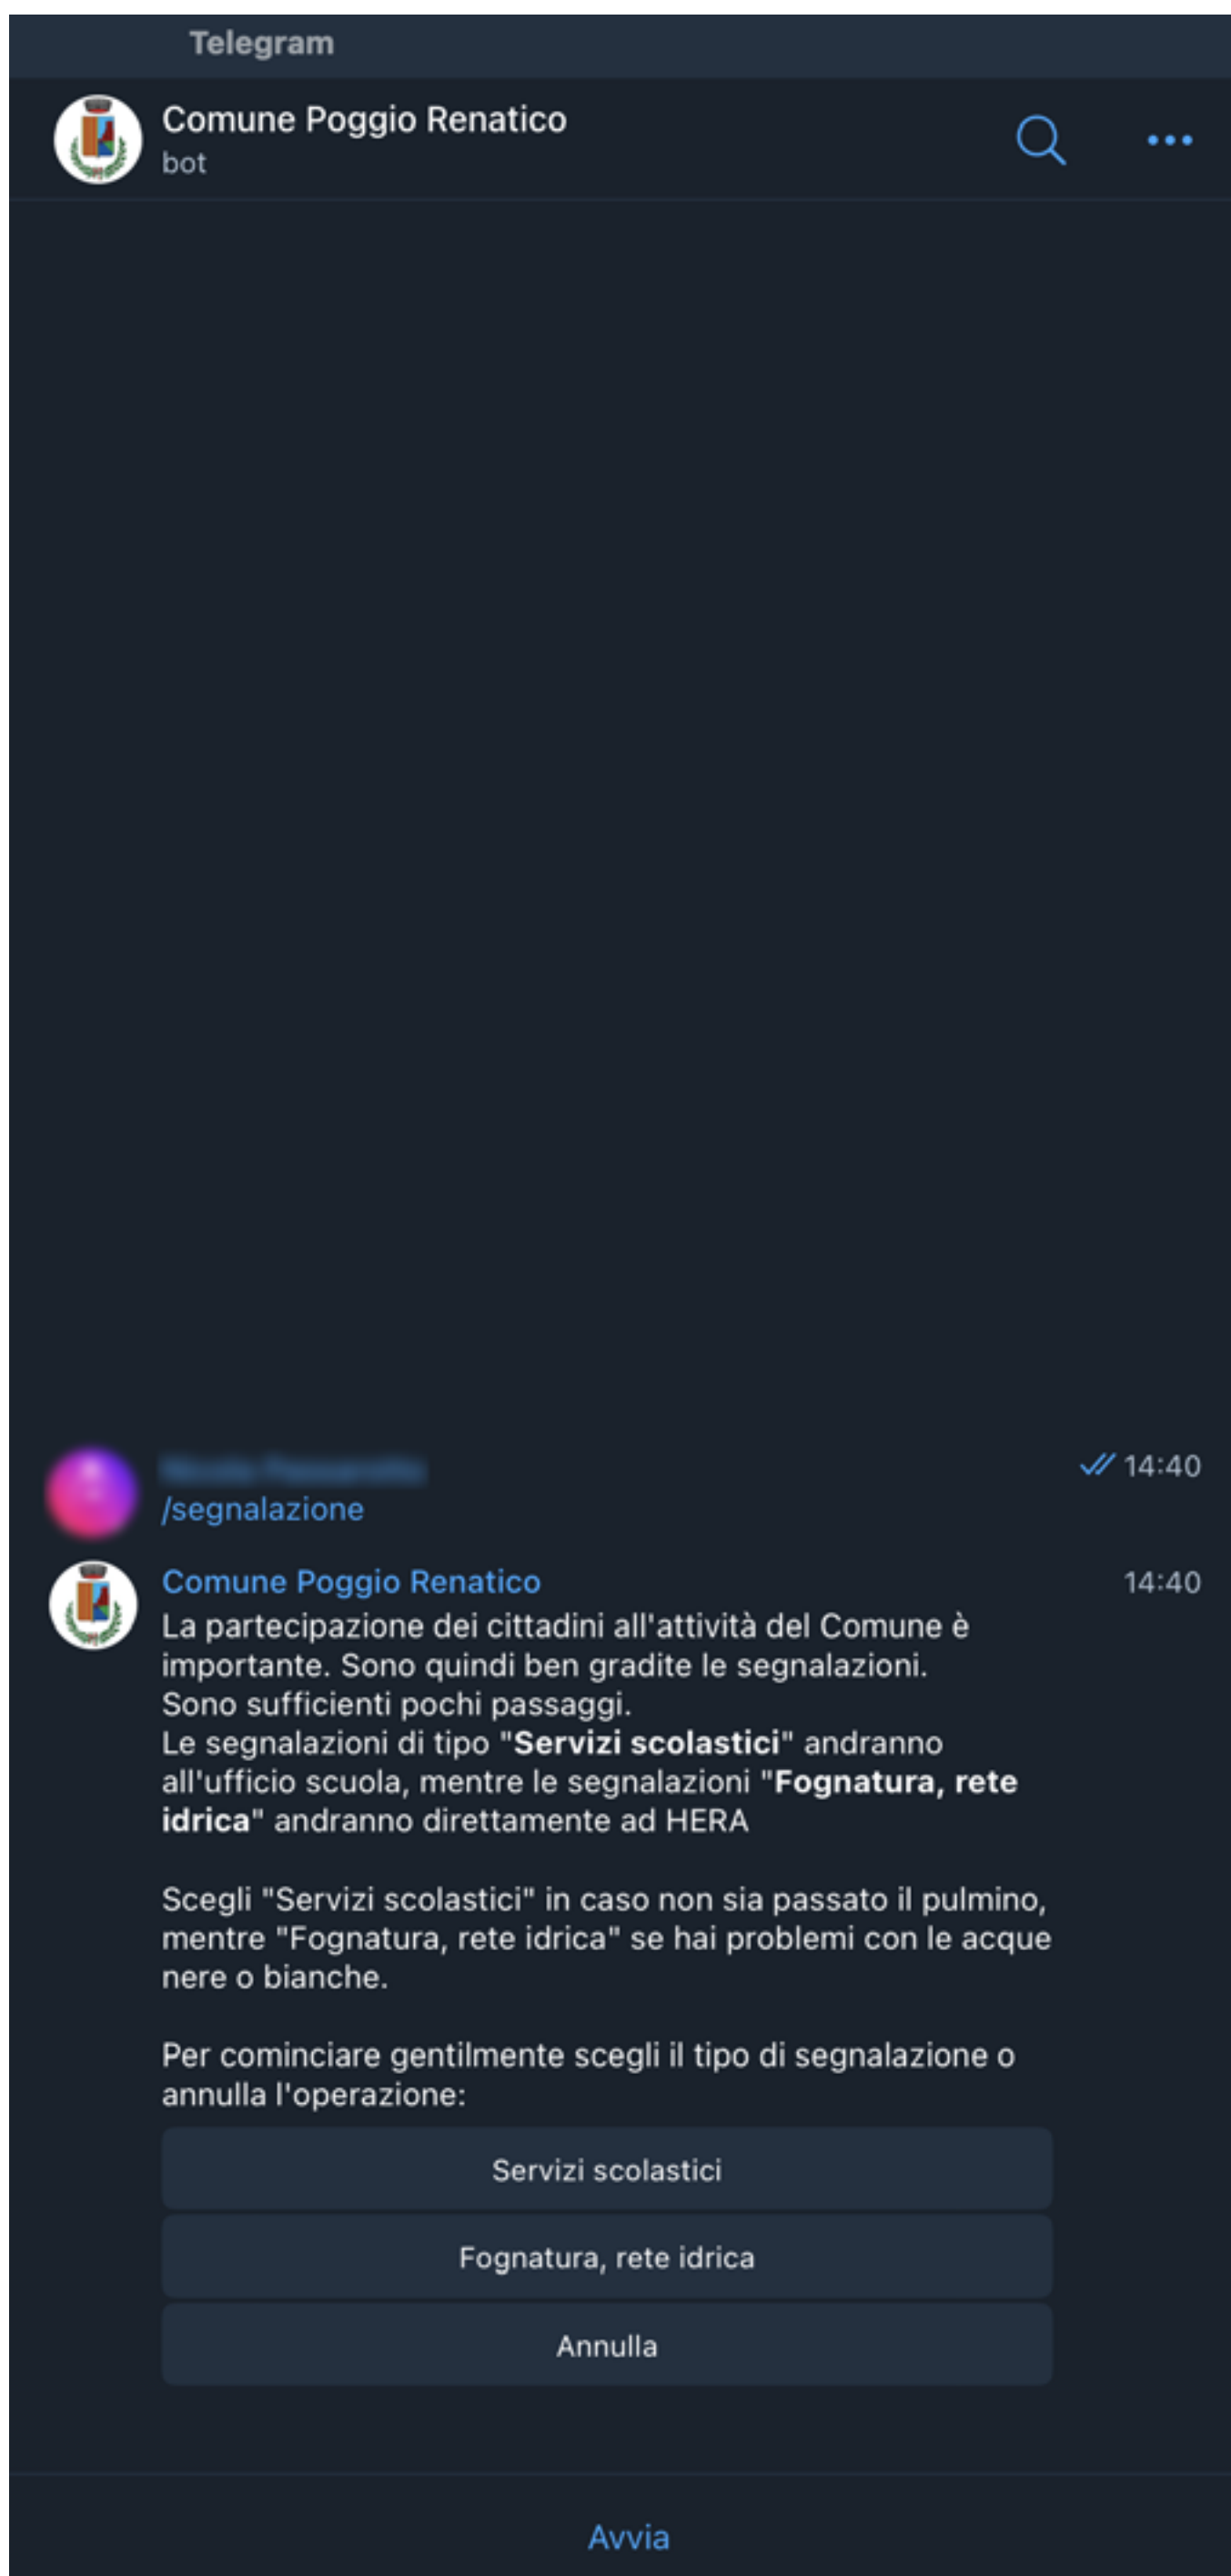 Telegram
Comune Poggio Renatico
bot
14:40
/segnalazione
Comune Poggio Renatico
14:40
La partecipazione dei cittadini all'attività del Comune è
importante. Sono quindi ben gradite le segnalazioni.
Sono sufficienti pochi passaggi.
Le segnalazioni di tipo "Servizi scolastici" andranno
all'ufficio scuola, mentre le segnalazioni "Fognatura, rete
idrica" andranno direttamente ad HERA
Scegli "Servizi scolastici" in caso non sia passato il pulmino,
mentre "Fognatura, rete idrica" se hai problemi con le acque
nere o bianche.
Per cominciare gentilmente scegli il tipo di segnalazione o
annulla l'operazione:
Servizi scolastici
Fognatura, rete idrica
Annulla
Avvia